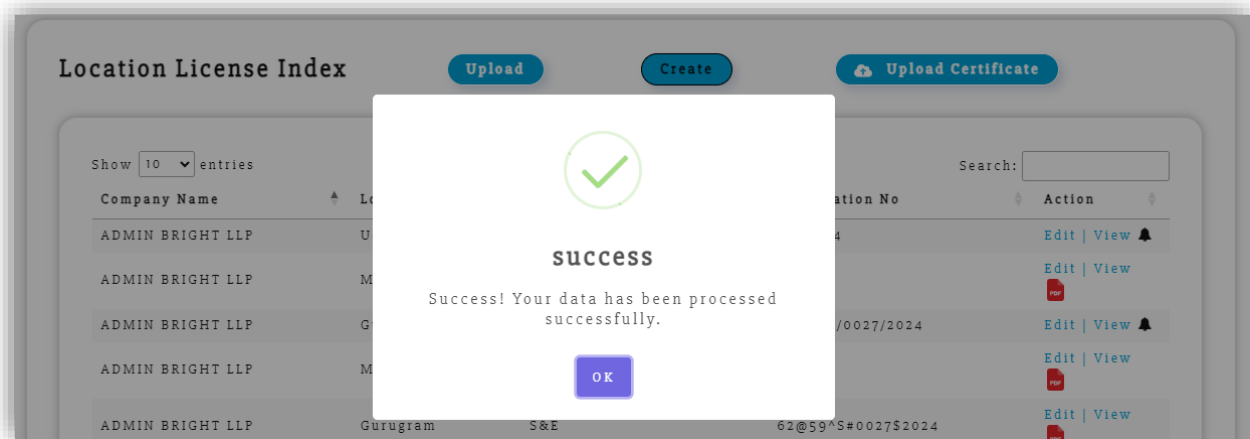 Location License Index Upload Create Upload Certificate
Show 10 entries Search:
Company Name ation No Action
ADMIN BRIGHT LLP U 4 Edit | View
success
ADMIN BRIGHT LLP M Edit | View
PDF
Success! Your data has been processed
successfully.
ADMIN BRIGHT LLP G /0027/2024 Edit | View
ADMIN BRIGHT LLP M Edit | View
PDF
OK
ADMIN BRIGHT LLP Gurugram S&E 62@59^S#0027$2024 Edit | View